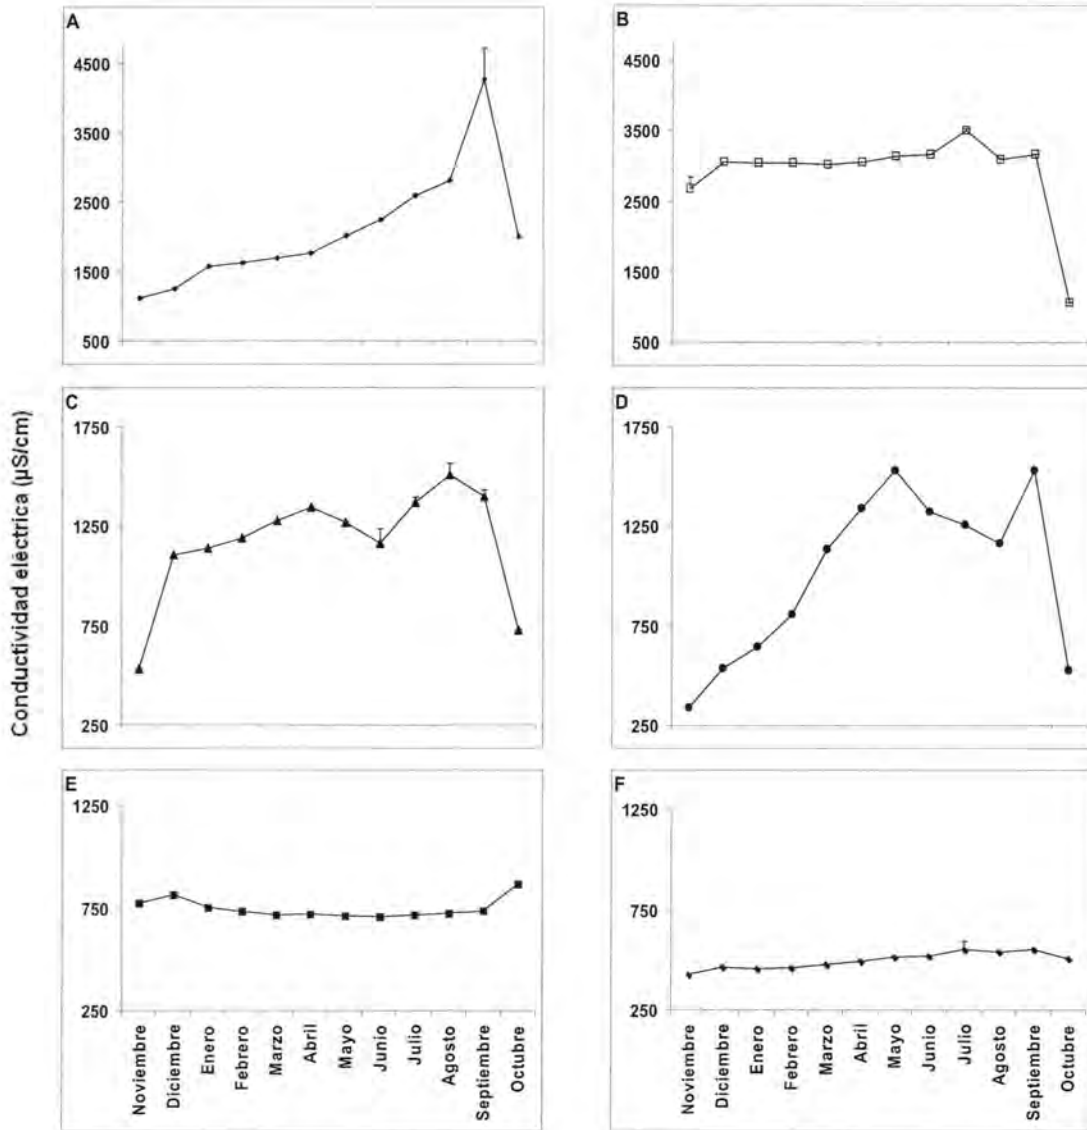 A
4500
3500
2500
1500
500
B
4500
3500
2500
1500
500
Conductividad eléctrica (µS/cm)
C
1750
1250
750
250
D
1750
1250
750
250
E
1250
750
250
Noviembre
Diciembre
Enero
Febrero
Marzo
Abril
Mayo
Junio
Julio
Agosto
Septiembre
Octubre
F
1250
750
250
Noviembre
Diciembre
Enero
Febrero
Marzo
Abril
Mayo
Junio
Julio
Agosto
Septiembre
Octubre